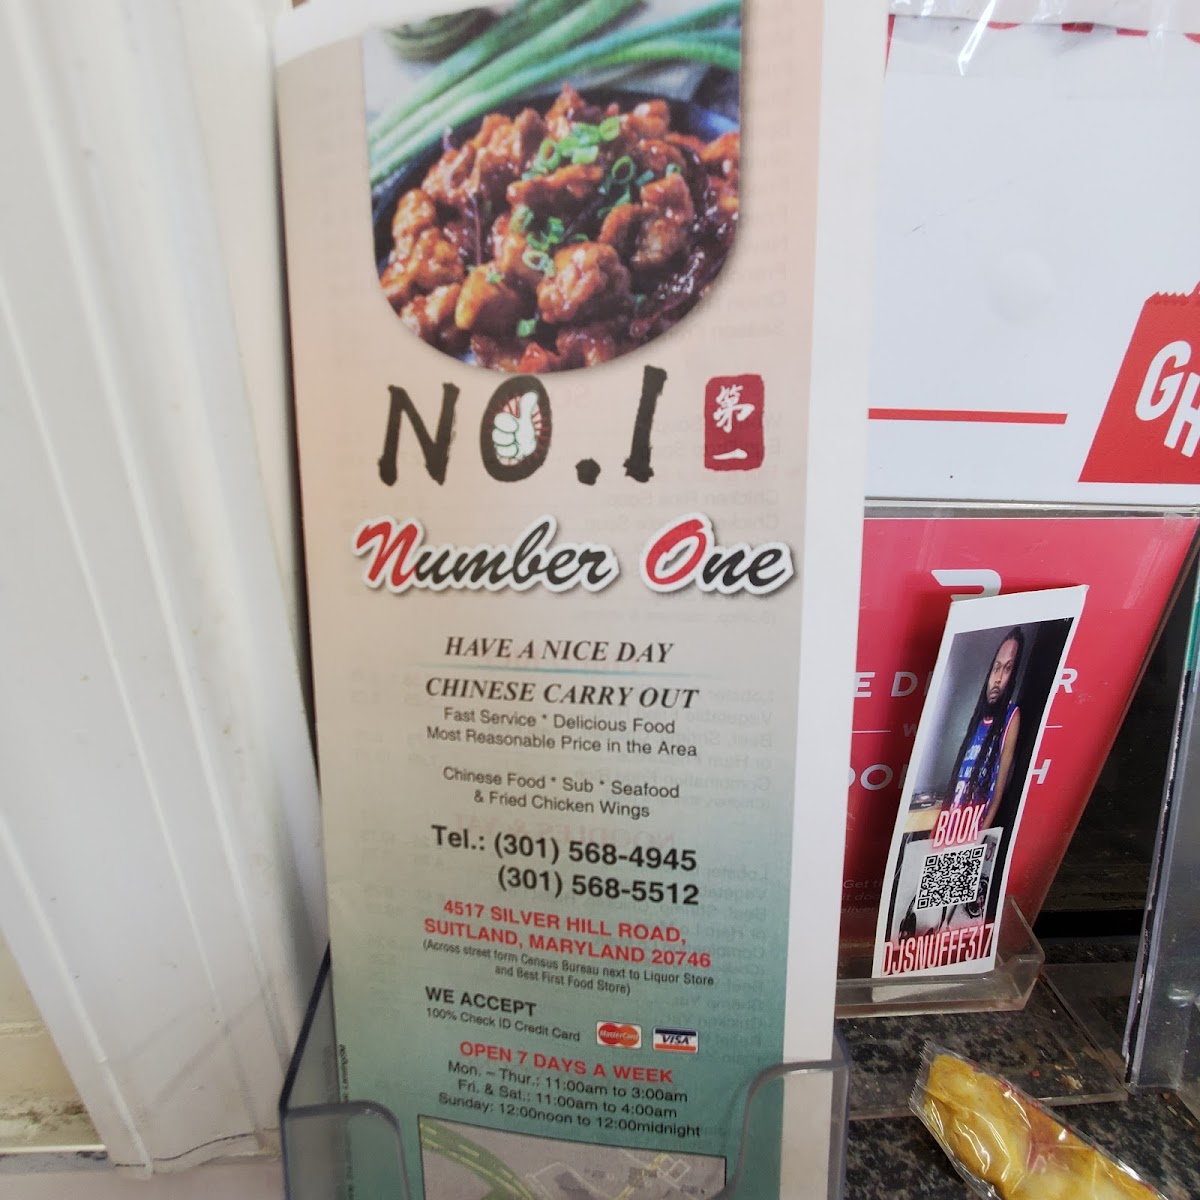 NO.1
第一
Number One
HAVE A NICE DAY
CHINESE CARRY OUT
Fast Service * Delicious Food
Most Reasonable Price in the Area
Chinese Food * Sub * Seafood
& Fried Chicken Wings
Tel.: (301) 568-4945
(301) 568-5512
4517 SILVER HILL ROAD,
SUITLAND, MARYLAND 20746
(Across street form Census Bureau next to Liquor Store
and Best First Food Store)
WE ACCEPT
100% Check ID Credit Card
MasterCard
VISA
OPEN 7 DAYS A WEEK
Mon. – Thur.: 11:00am to 3:00am
Fri. & Sat.: 11:00am to 4:00am
Sunday: 12:00noon to 12:00midnight
GH
BOOK
DJSNUFFF317